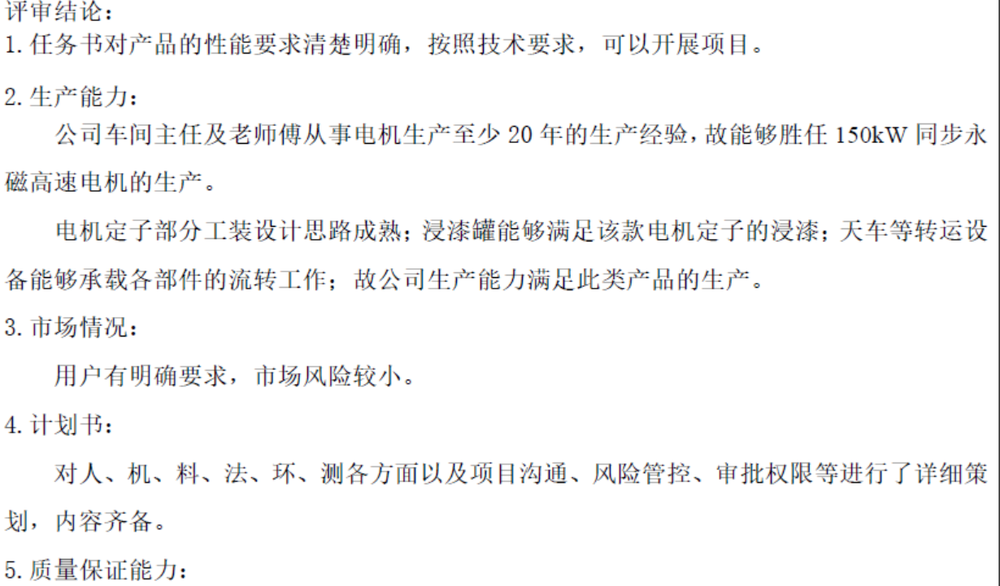 评审结论：
1.任务书对产品的性能要求清楚明确，按照技术要求，可以开展项目。
2.生产能力：
公司车间主任及老师傅从事电机生产至少 20 年的生产经验，故能够胜任 150kW 同步永
磁高速电机的生产。
电机定子部分工装设计思路成熟；浸漆罐能够满足该款电机定子的浸漆；天车等转运设
备能够承载各部件的流转工作；故公司生产能力满足此类产品的生产。
3.市场情况：
用户有明确要求，市场风险较小。
4.计划书：
对人、机、料、法、环、测各方面以及项目沟通、风险管控、审批权限等进行了详细策
划，内容齐备。
5.质量保证能力：